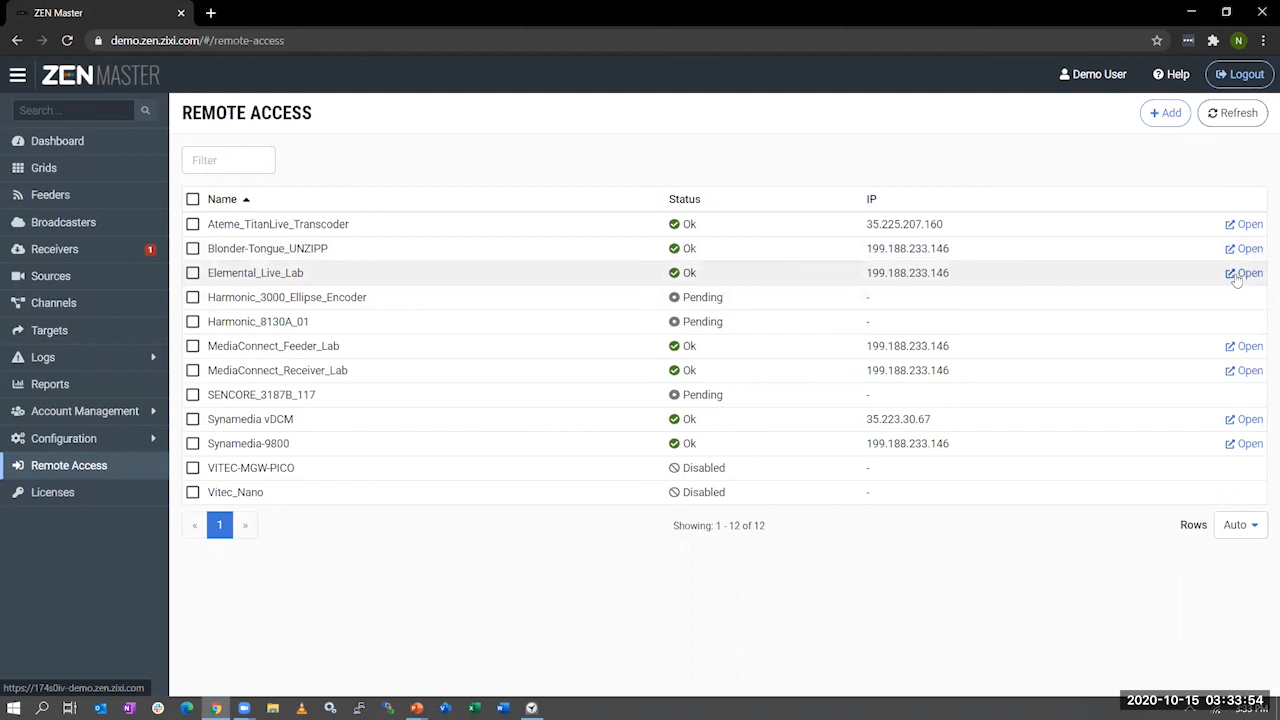 ZEN Master
demo.zen.zixi.com/#/remote-access
N
ZEN MASTER
Demo User
Help
Logout
Search...
REMOTE ACCESS
+ Add
Refresh
Dashboard
Grids
Feeders
Broadcasters
Receivers 1
Sources
Channels
Targets
Logs
Reports
Account Management
Configuration
Remote Access
Licenses
Filter
Name Status IP
Ateme_TitanLive_Transcoder Ok 35.225.207.160 Open
Blonder-Tongue_UNZIPP Ok 199.188.233.146 Open
Elemental_Live_Lab Ok 199.188.233.146 Open
Harmonic_3000_Ellipse_Encoder Pending -
Harmonic_8130A_01 Pending -
MediaConnect_Feeder_Lab Ok 199.188.233.146 Open
MediaConnect_Receiver_Lab Ok 199.188.233.146 Open
SENCORE_3187B_117 Pending -
Synamedia vDCM Ok 35.223.30.67 Open
Synamedia-9800 Ok 199.188.233.146 Open
VITEC-MGW-PICO Disabled -
Vitec_Nano Disabled -
« 1 »
Showing: 1 - 12 of 12
Rows Auto
https://174s0iv-demo.zen.zixi.com
2020-10-15 03:33:54